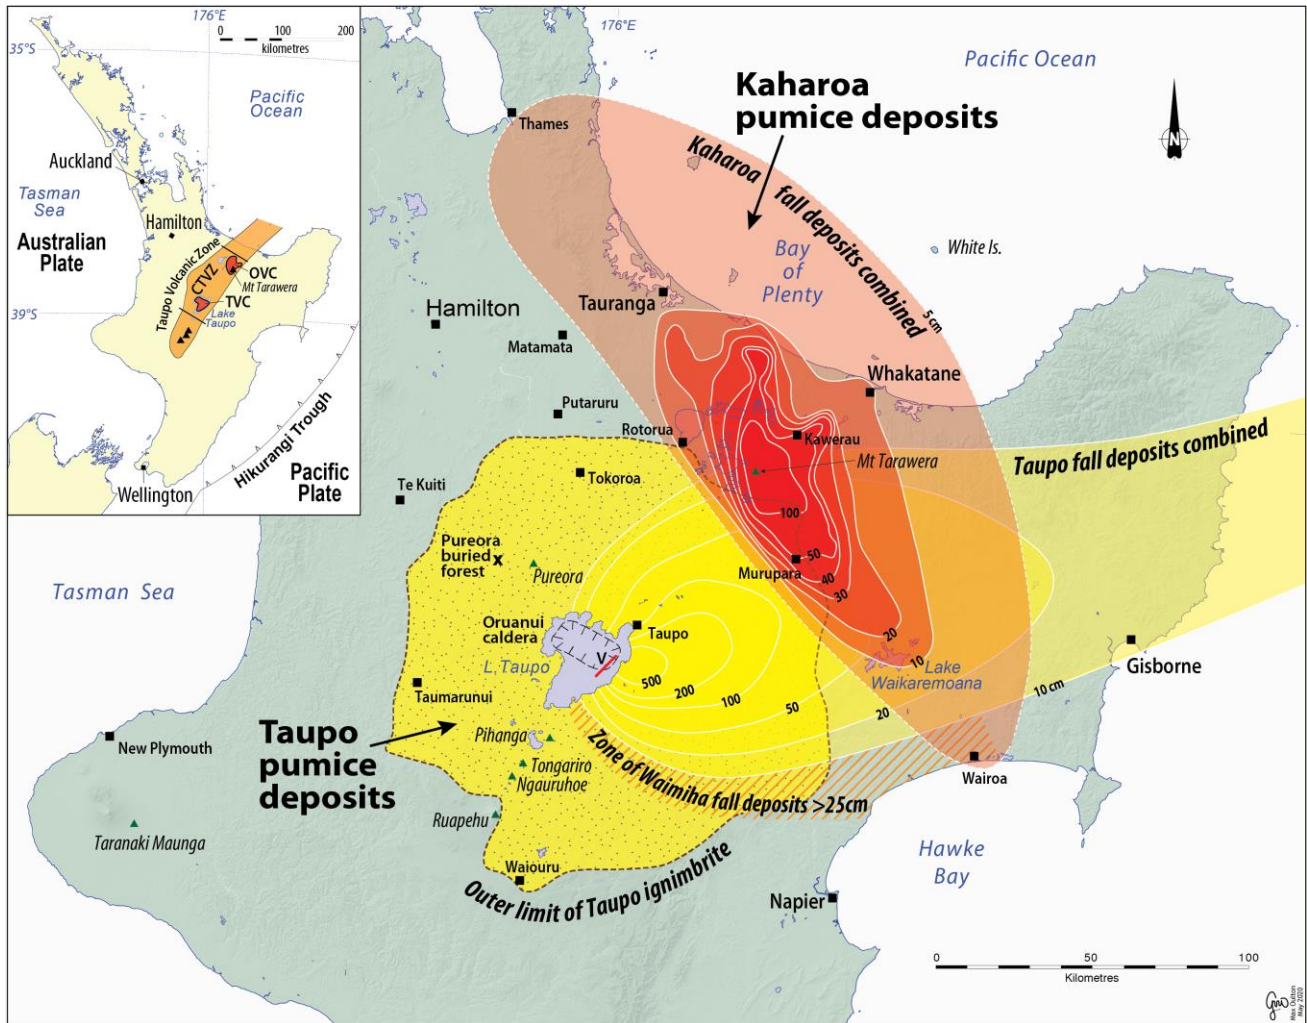 176°E
0 100 200
kilometres
35°S
Pacific
Ocean
Auckland
Tasman
Sea
Hamilton
Australian
Plate
Taupo Volcanic Zone
CTVZ
OVC
Mt Tarawera
TVC
Lake
Taupo
39°S
Hikurangi Trough
Pacific
Plate
Wellington
176°E
Pacific Ocean
Kaharoa
pumice deposits
N
Thames
Kaharoa fall deposits combined
5 cm
Bay
of
Plenty
White Is.
Tauranga
Hamilton
Matamata
Whakatane
Putaruru
Rotorua
Kawerau
Mt Tarawera
Taupo fall deposits combined
Tokoroa
Te Kuiti
100
50
40
30
20
10
Pureora
buried
forest
x
Pureora
Murupara
Tasman Sea
Oruanui
caldera
Taupo
V
L.Taupo
500
200
100
50
20
10 cm
Lake
Waikaremoana
Gisborne
Taumarunui
Taupo
pumice
deposits
New Plymouth
Pihanga
Tongariro
Ngauruhoe
Zone of Waimiha fall deposits >25cm
Wairoa
Ruapehu
Taranaki Maunga
Waiouru
Outer limit of Taupo ignimbrite
Hawke
Bay
Napier
0 50 100
Kilometres
Max Oulton
May 2020